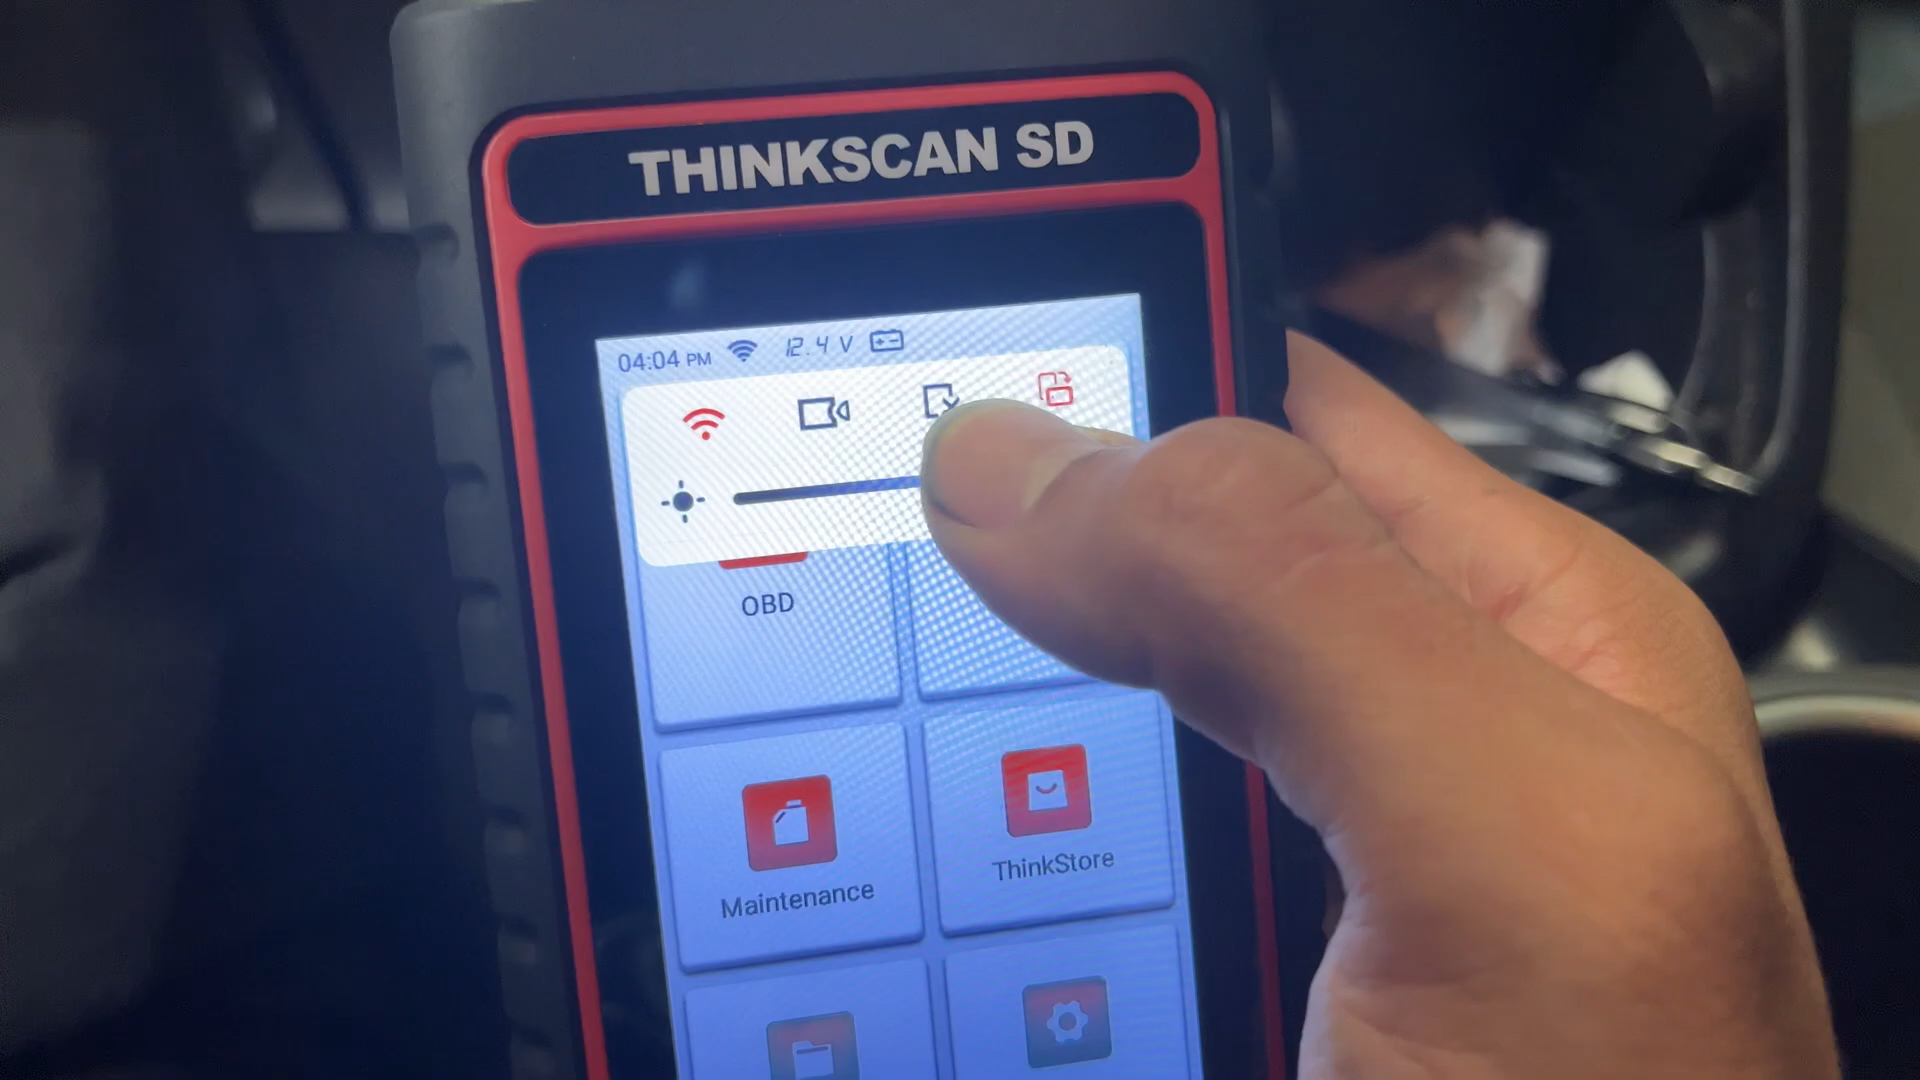 THINKSCAN SD
04:04 PM 12.4 V
OBD
Maintenance
ThinkStore